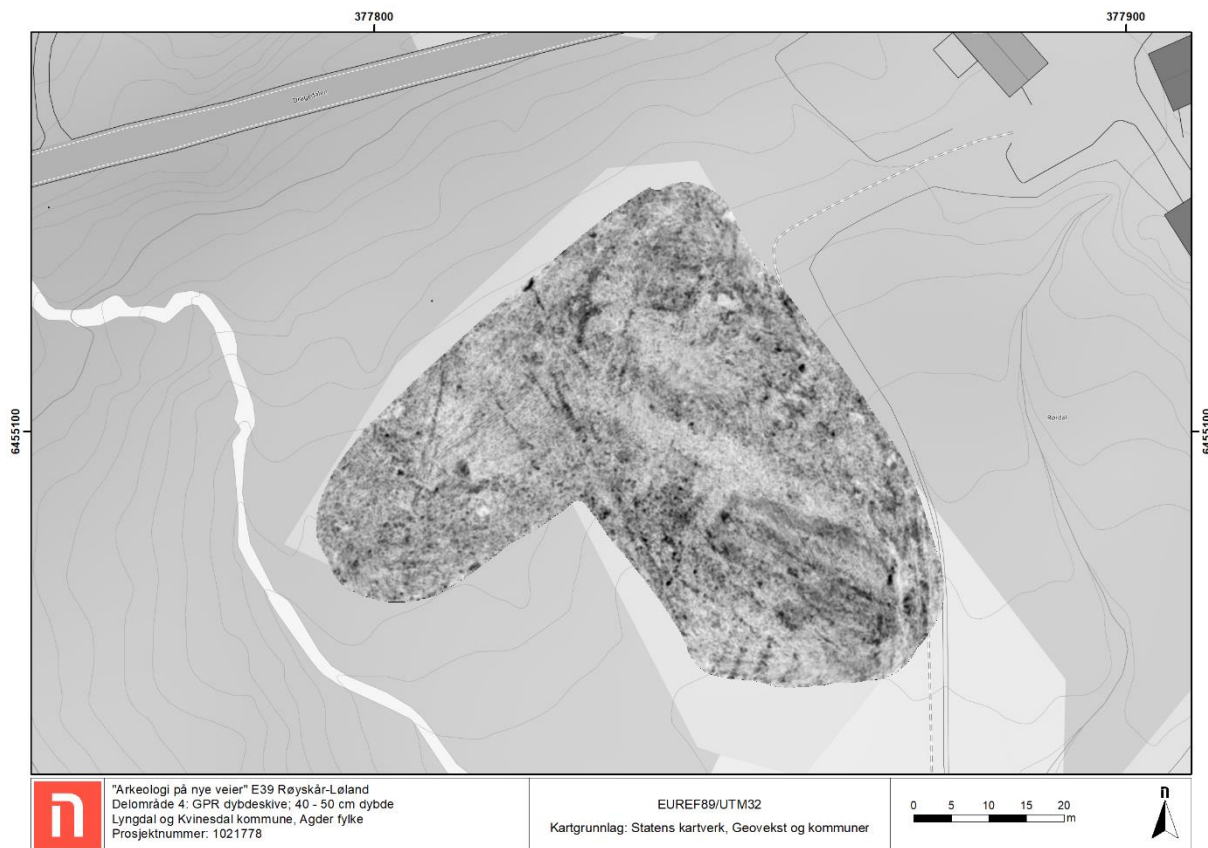 377800
377900
Drøgedalen
6455100
6455100
Rørdal
"Arkeologi på nye veier" E39 Røyskår-Løland
Delområde 4: GPR dybdeskive; 40 - 50 cm dybde
Lyngdal og Kvinesdal kommune, Agder fylke
Prosjektnummer: 1021778
EUREF89/UTM32
Kartgrunnlag: Statens kartverk, Geovekst og kommuner
0 5 10 15 20
m
n